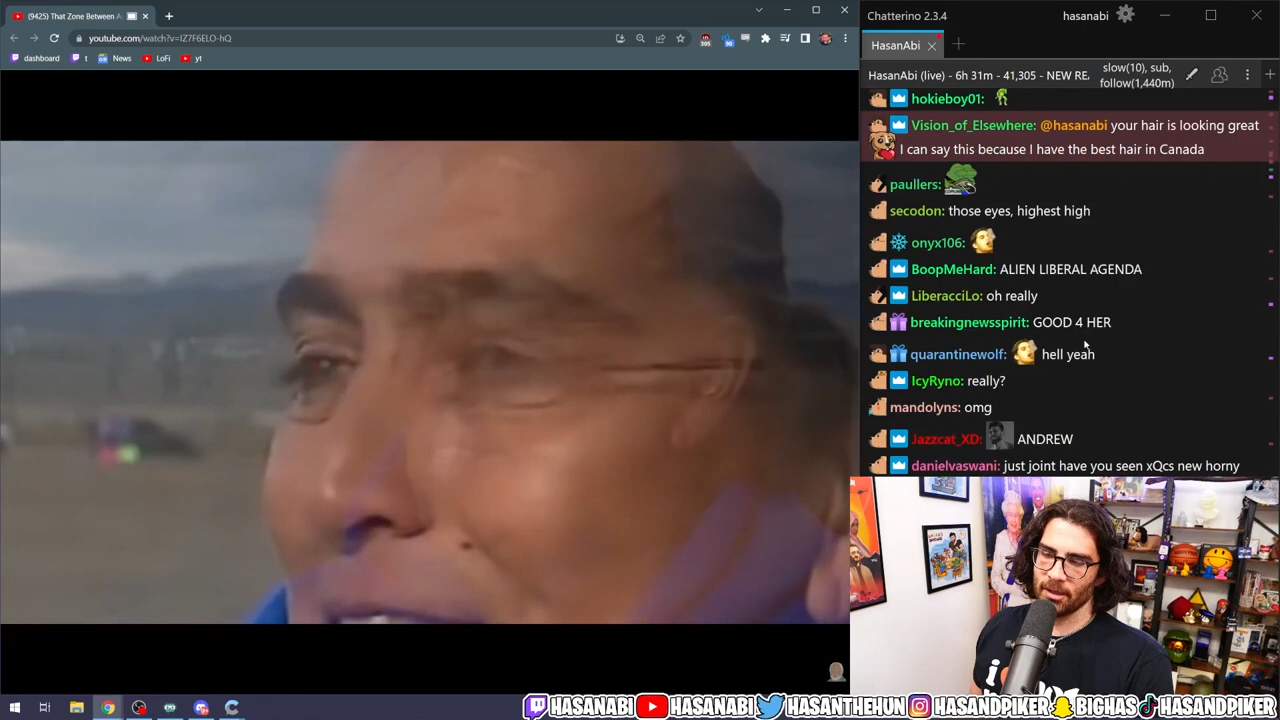 (9425) That Zone Between A
youtube.com/watch?v=IZ7F6ELO-hQ
305
90
dashboard
t
News
LoFi
yt
Chatterino 2.3.4
hasanabi
HasanAbi
HasanAbi (live) - 6h 31m - 41,305 - NEW RE
slow(10), sub,
follow(1,440m)
hokieboy01:
Vision_of_Elsewhere: @hasanabi your hair is looking great
I can say this because I have the best hair in Canada
paullers:
secodon: those eyes, highest high
onyx106:
BoopMeHard: ALIEN LIBERAL AGENDA
LiberacciLo: oh really
breakingnewsspirit: GOOD 4 HER
quarantinewolf: hell yeah
IcyRyno: really?
mandolyns: omg
Jazzcat_XD: ANDREW
danielvaswani: just joint have you seen xQcs new horny
HASANABI HASANABI HASANTHEHUN HASANDPIKER BIGHAS HASANDPIKER